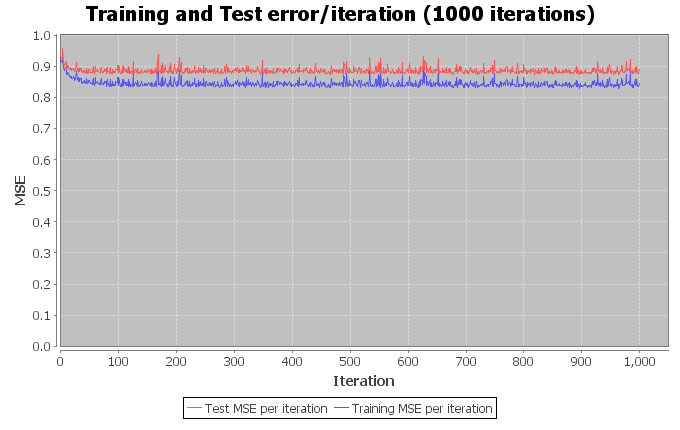 Training and Test error/iteration (1000 iterations)
1.0
0.9
0.8
0.7
0.6
0.5
0.4
0.3
0.2
0.1
0.0
MSE
0 100 200 300 400 500 600 700 800 900 1,000
Iteration
Test MSE per iteration Training MSE per iteration